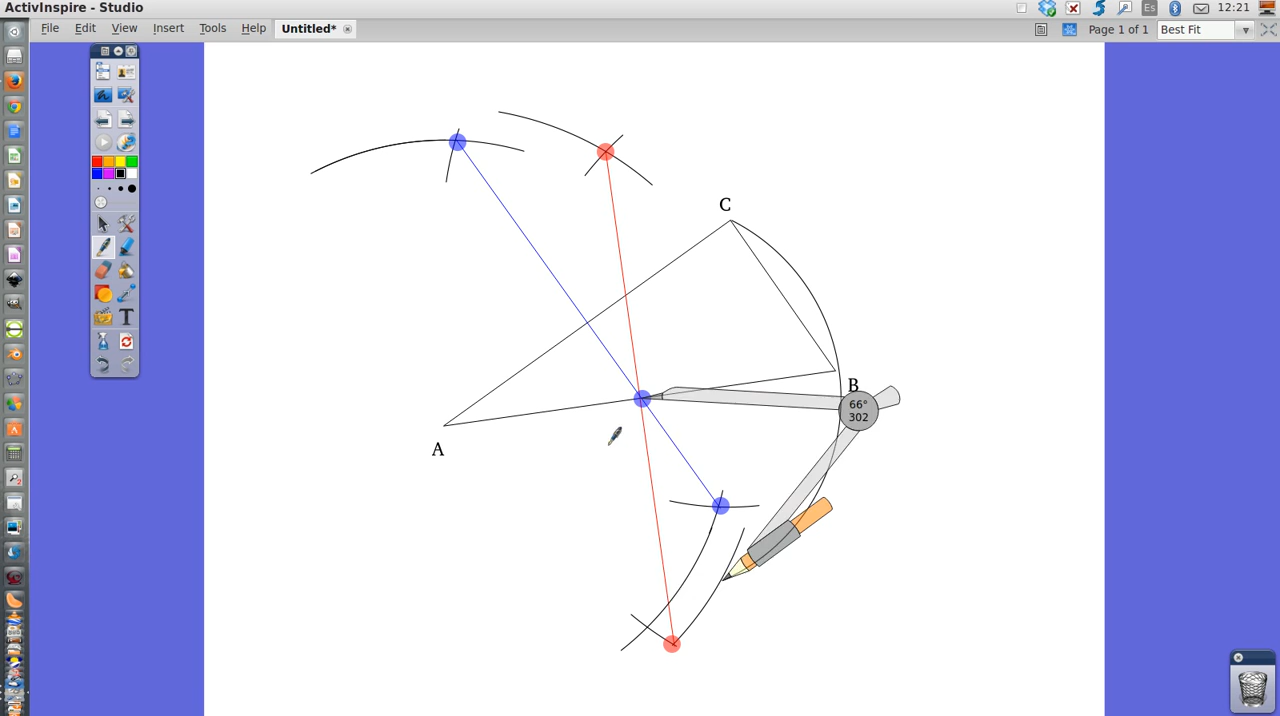 ActivInspire - Studio
Es
12:21
File Edit View Insert Tools Help Untitled*
Page 1 of 1 Best Fit
T
C
B
66°
302
A